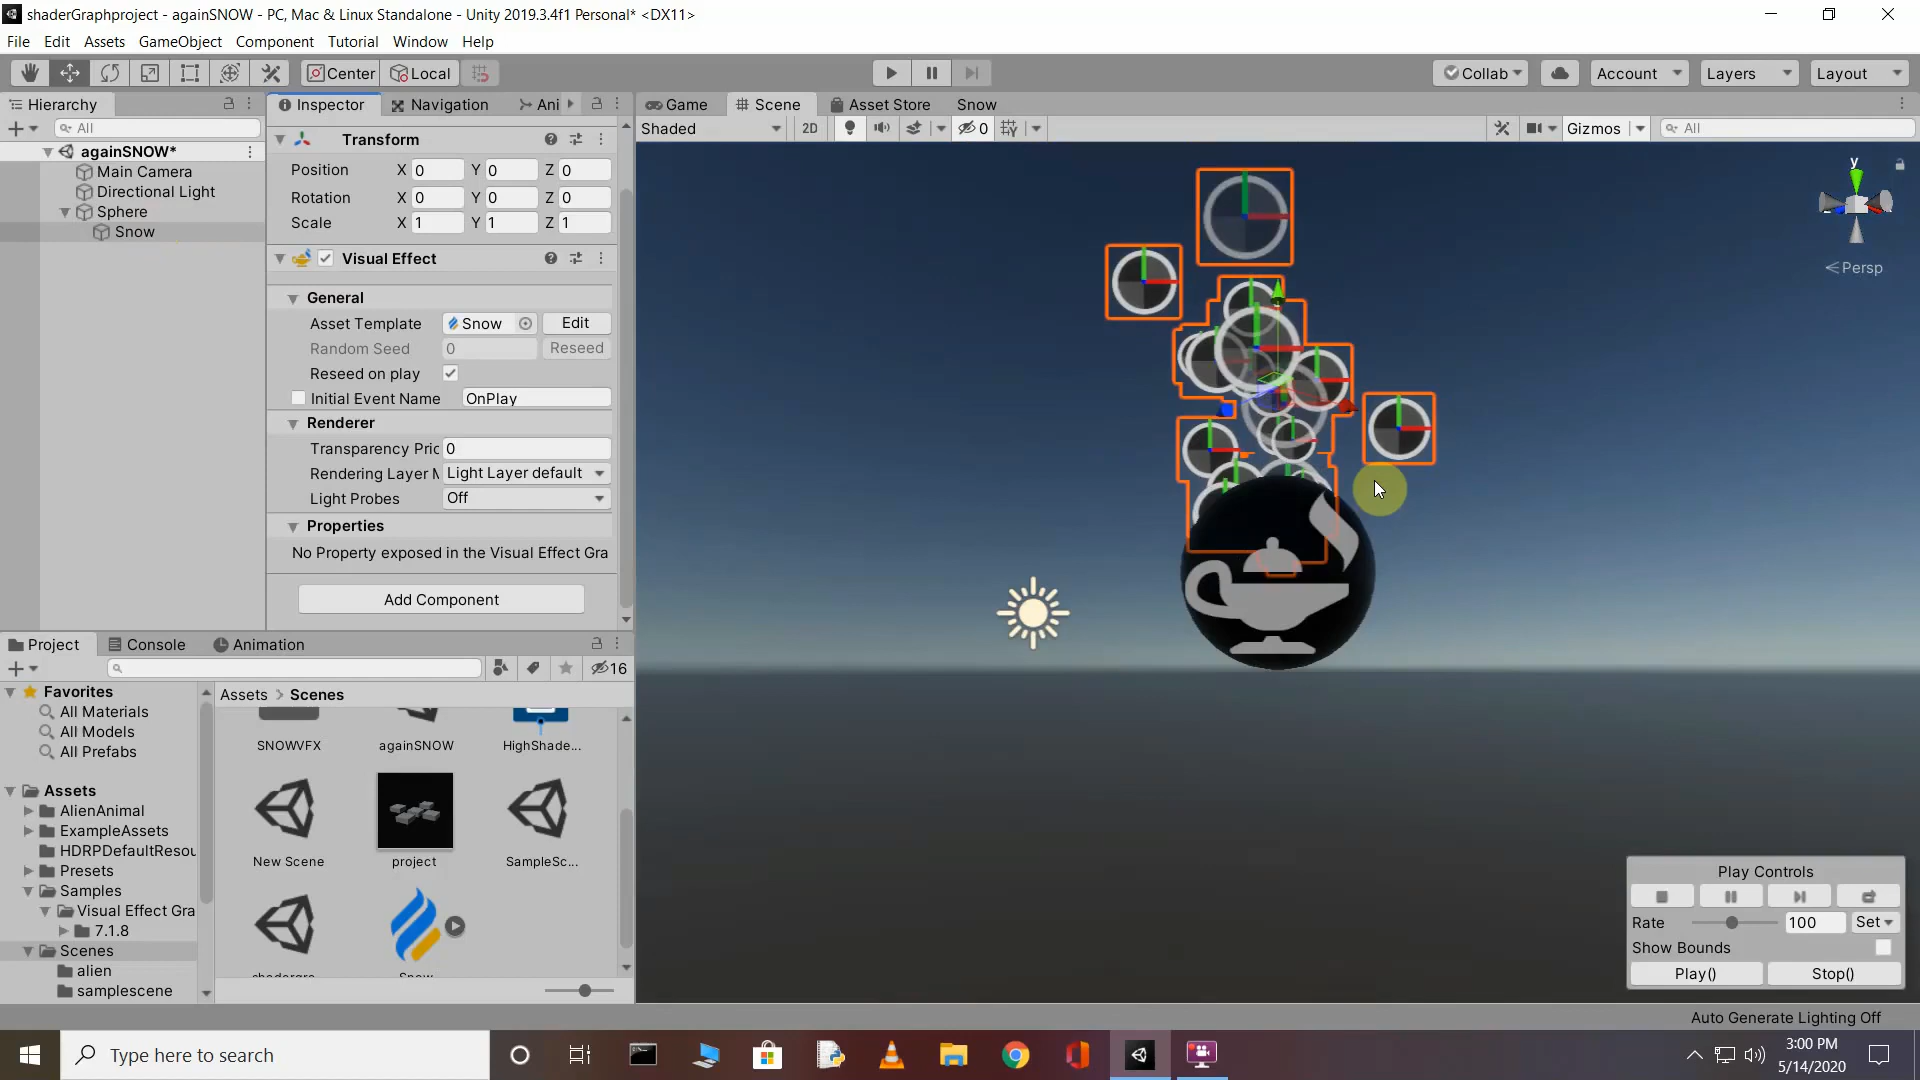 shaderGraphproject - againSNOW - PC, Mac & Linux Standalone - Unity 2019.3.4f1 Personal* <DX11>
File Edit Assets GameObject Component Tutorial Window Help
Center Local Collab Account Layers Layout
Hierarchy Inspector Navigation Ani Game Scene Asset Store Snow
All Shaded 2D 0 Gizmos All
againSNOW*
Main Camera
Directional Light
Sphere
Snow
Transform
Position X 0 Y 0 Z 0
Rotation X 0 Y 0 Z 0
Scale X 1 Y 1 Z 1
Visual Effect
General
Asset Template Snow Edit
Random Seed 0 Reseed
Reseed on play
Initial Event Name OnPlay
Renderer
Transparency Pric 0
Rendering Layer M Light Layer default
Light Probes Off
Properties
No Property exposed in the Visual Effect Gra
Add Component
y
Persp
Project Console Animation
16
Favorites
All Materials
All Models
All Prefabs
Assets
AlienAnimal
ExampleAssets
HDRPDefaultResou
Presets
Samples
Visual Effect Gra
7.1.8
Scenes
alien
samplescene
Assets > Scenes
SNOWVFX againSNOW HighShade...
New Scene project SampleSc...
Play Controls
Rate 100 Set
Show Bounds
Play() Stop()
Auto Generate Lighting Off
Type here to search
3:00 PM
5/14/2020